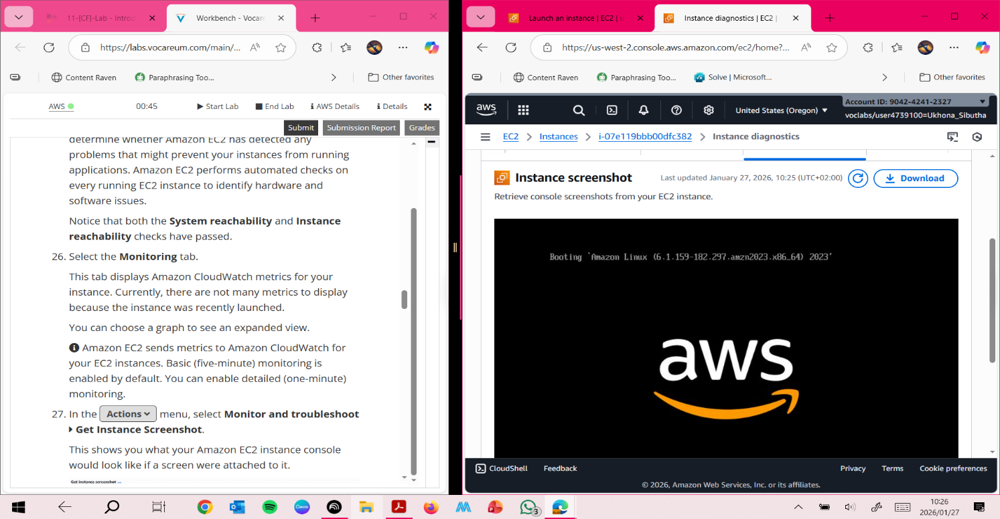 11-[CF]-Lab - Intro
Workbench - Vocare
https://labs.vocareum.com/main/...
Content Raven
Paraphrasing Too...
Other favorites
AWS
00:45
Start Lab
End Lab
AWS Details
Details
Submit
Submission Report
Grades
determine whether Amazon EC2 has detected any
problems that might prevent your instances from running
applications. Amazon EC2 performs automated checks on
every running EC2 instance to identify hardware and
software issues.
Notice that both the System reachability and Instance
reachability checks have passed.
26. Select the Monitoring tab.
This tab displays Amazon CloudWatch metrics for your
instance. Currently, there are not many metrics to display
because the instance was recently launched.
You can choose a graph to see an expanded view.
Amazon EC2 sends metrics to Amazon CloudWatch for
your EC2 instances. Basic (five-minute) monitoring is
enabled by default. You can enable detailed (one-minute)
monitoring.
27. In the Actions menu, select Monitor and troubleshoot
Get Instance Screenshot.
This shows you what your Amazon EC2 instance console
would look like if a screen were attached to it.
Get instance screenshot
Launch an instance | EC2 | u
Instance diagnostics | EC2 |
https://us-west-2.console.aws.amazon.com/ec2/home?...
Content Raven
Paraphrasing Too...
Solve | Microsoft...
Other favorites
aws
United States (Oregon)
Account ID: 9042-4241-2327
voclabs/user4739100=Ukhona_Sibutha
EC2
Instances
i-07e119bbb00dfc382
Instance diagnostics
Instance screenshot
Last updated January 27, 2026, 10:25 (UTC+02:00)
Download
Retrieve console screenshots from your EC2 instance.
Booting `Amazon Linux (6.1.159-182.297.amzn2023.x86_64) 2023'
aws
CloudShell
Feedback
Privacy
Terms
Cookie preferences
© 2026, Amazon Web Services, Inc. or its affiliates.
Canva
3
10:26
2026/01/27